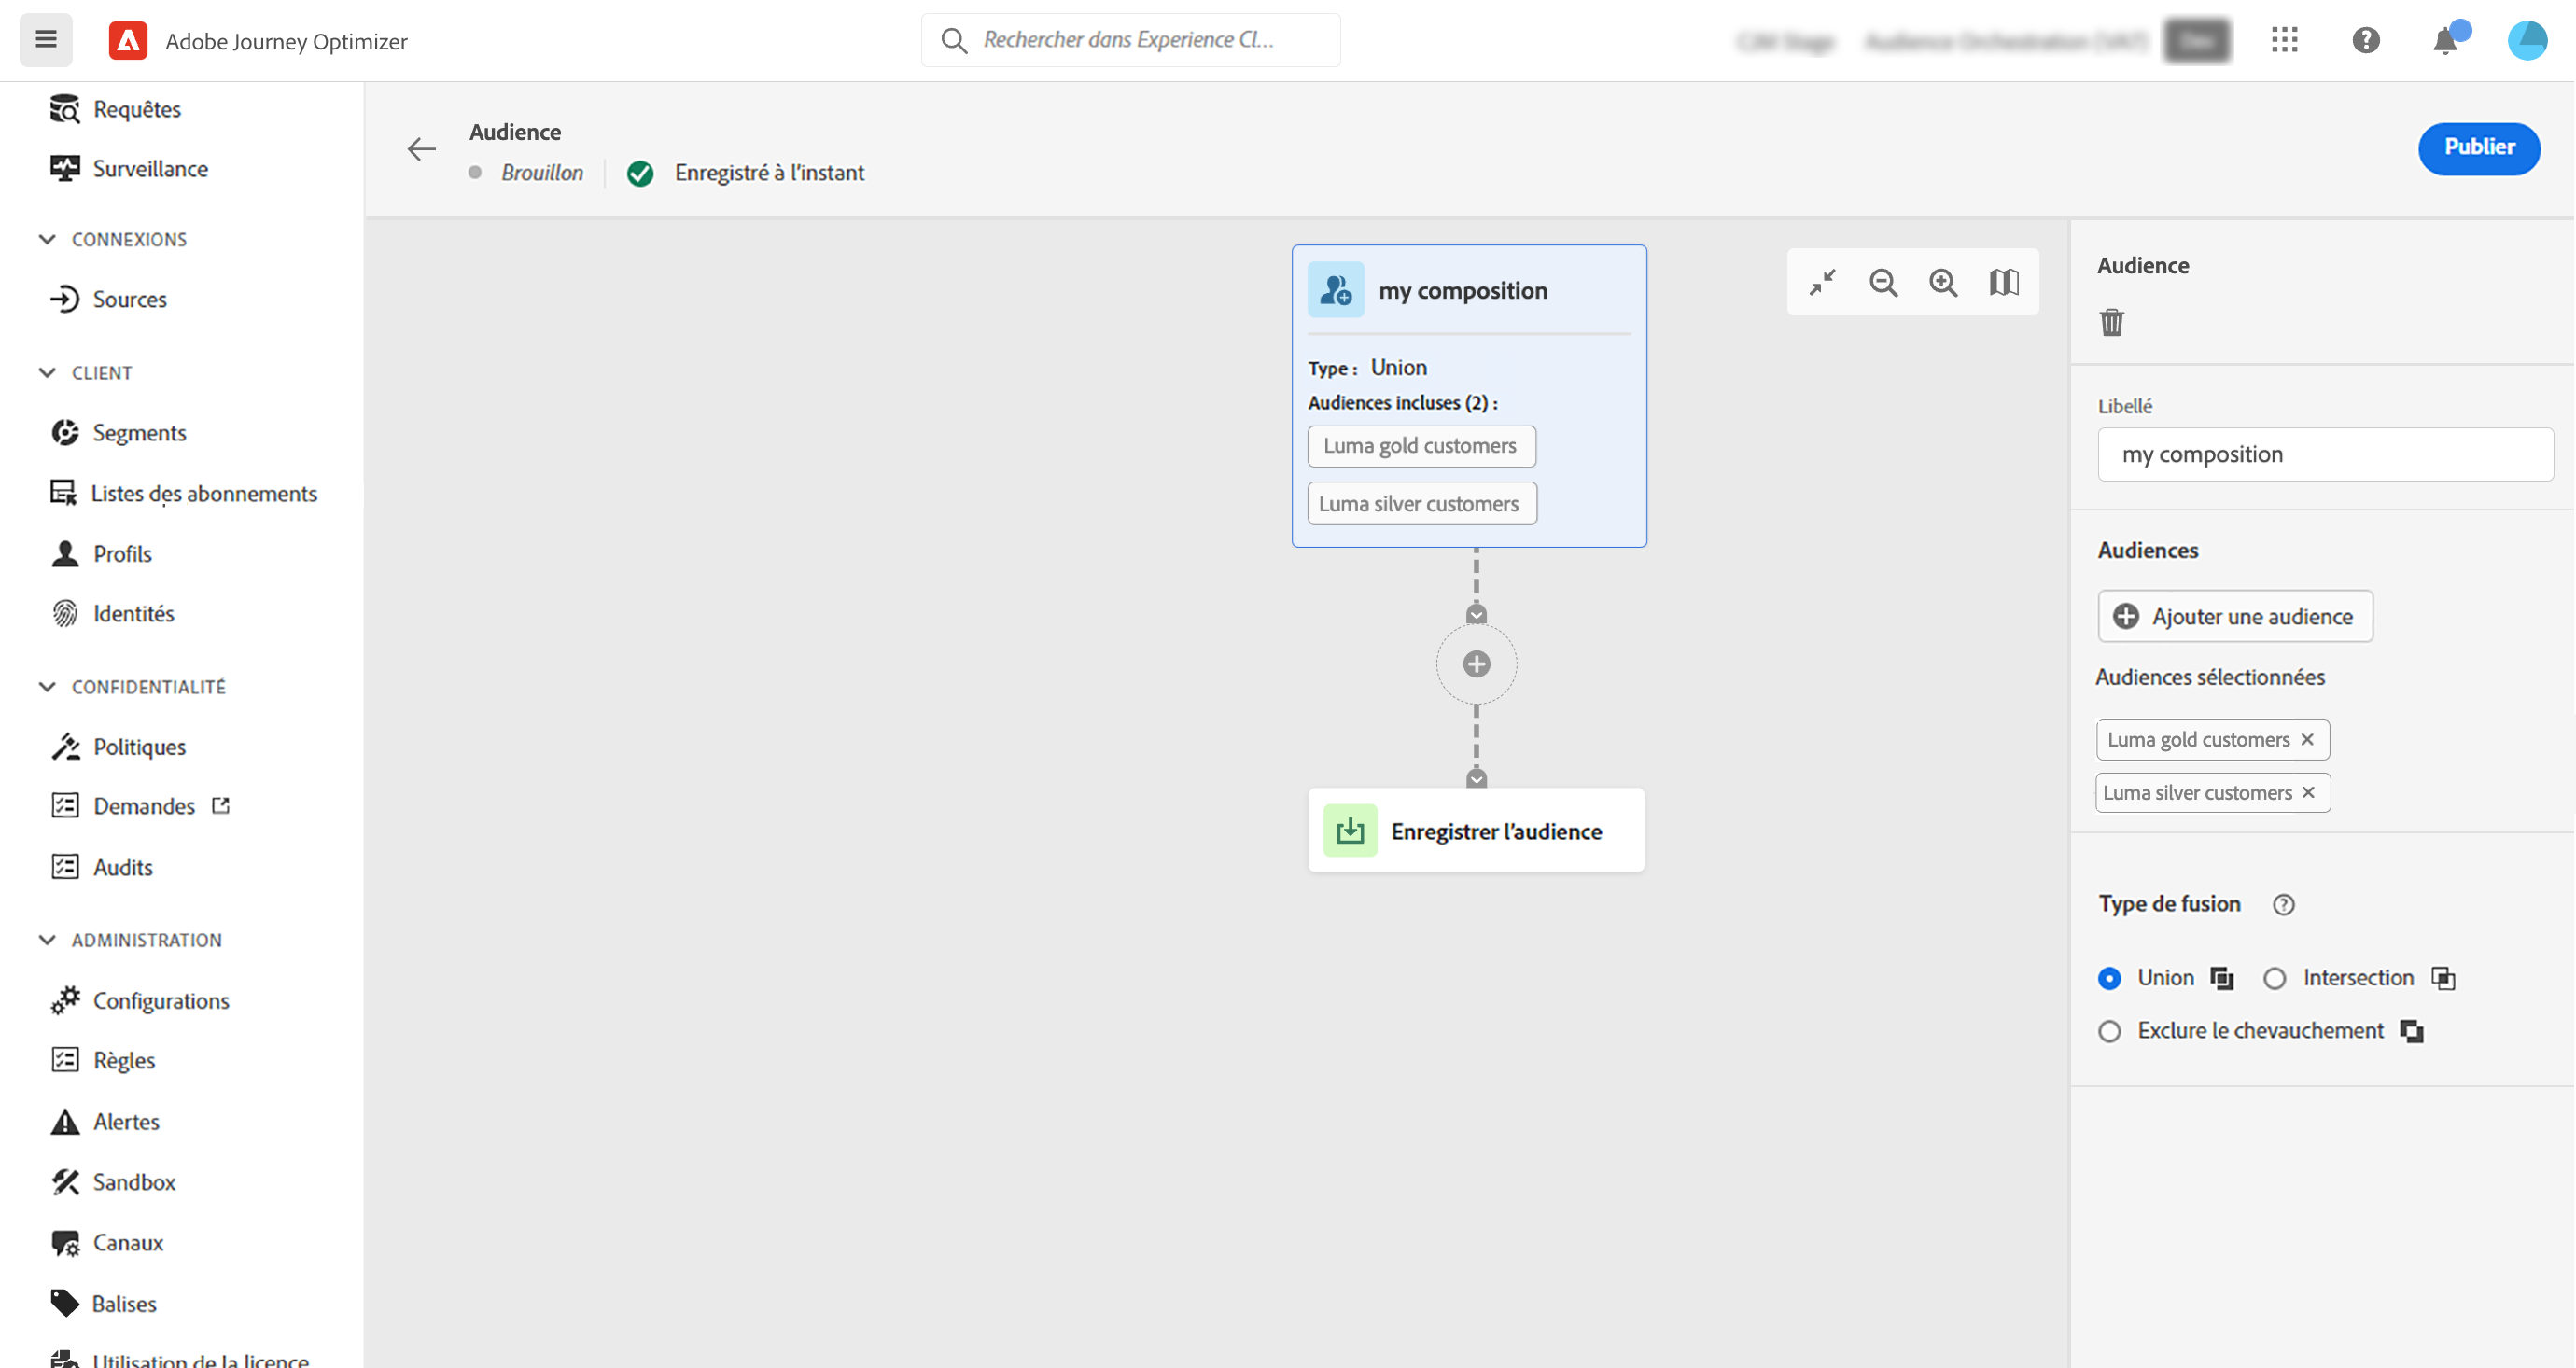 Adobe Journey Optimizer
Rechercher dans Experience Cl...
Requêtes
Surveillance
CONNEXIONS
Sources
CLIENT
Segments
Listes des abonnements
Profils
Identités
CONFIDENTIALITÉ
Politiques
Demandes
Audits
ADMINISTRATION
Configurations
Règles
Alertes
Sandbox
Canaux
Balises
Utilisation de la licence
Audience
Brouillon
Enregistré à l'instant
Publier
my composition
Type : Union
Audiences incluses (2) :
Luma gold customers
Luma silver customers
Enregistrer l'audience
Audience
Libellé
my composition
Audiences
Ajouter une audience
Audiences sélectionnées
Luma gold customers
Luma silver customers
Type de fusion
Union
Intersection
Exclure le chevauchement